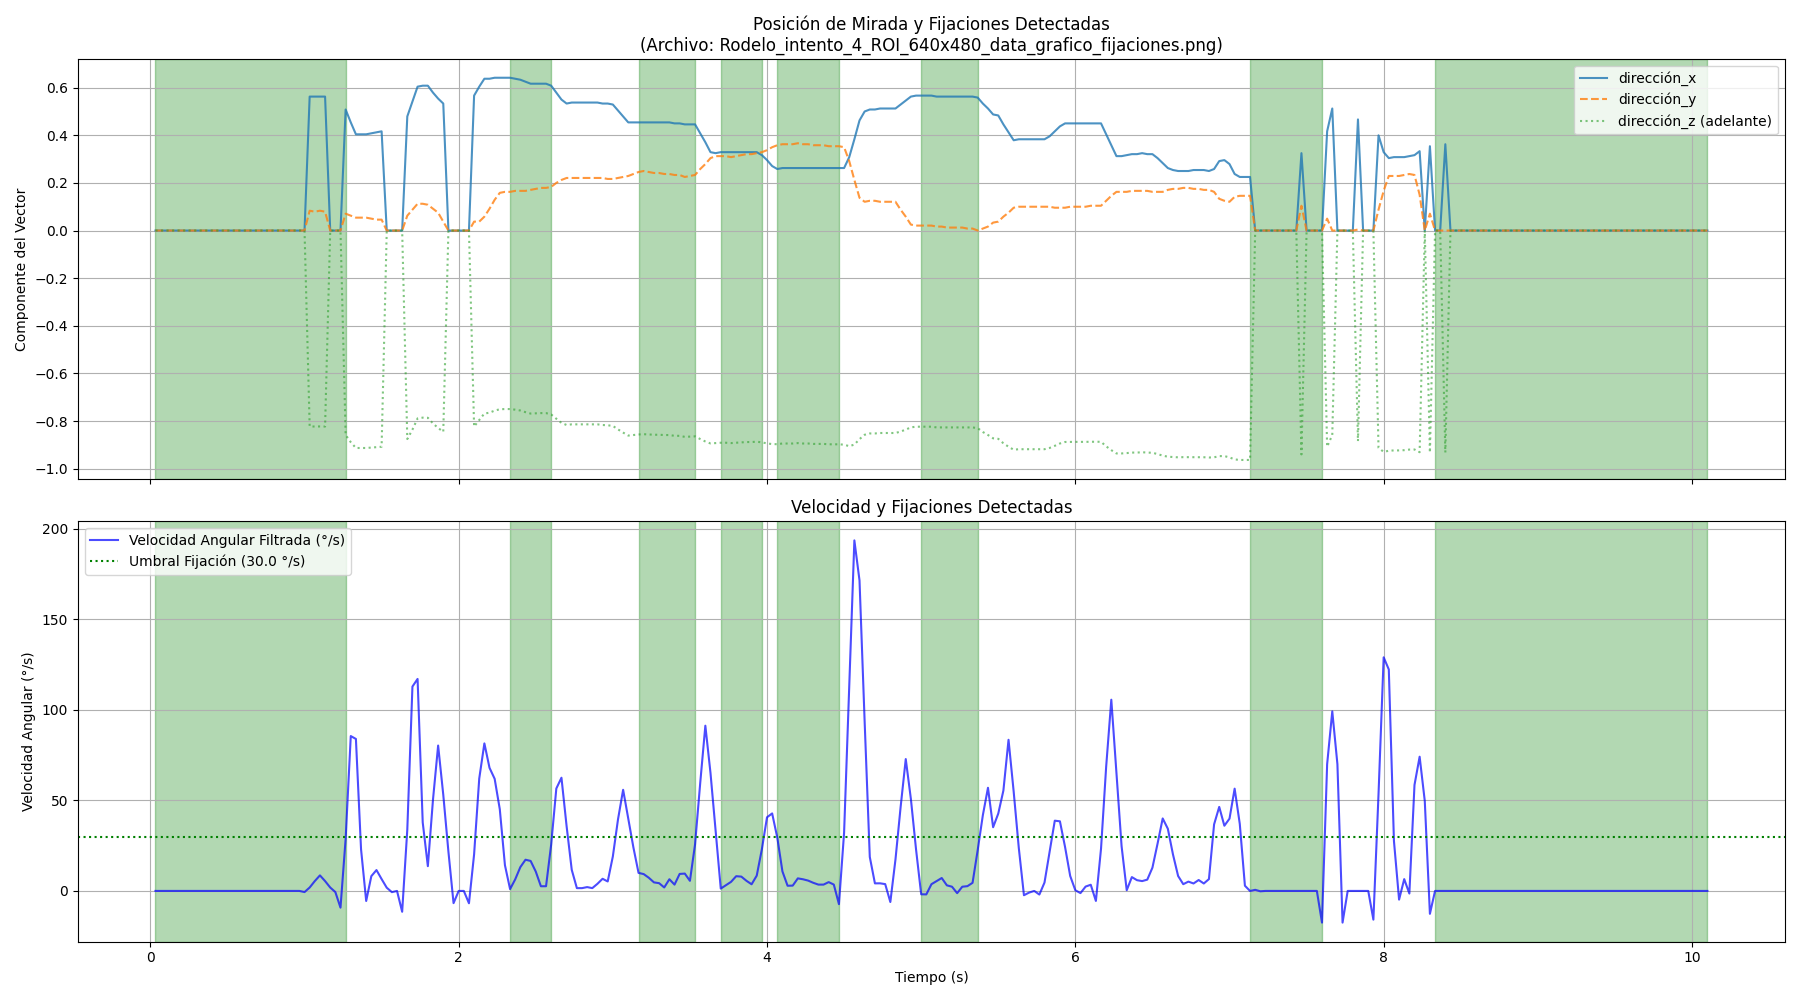 Posición de Mirada y Fijaciones Detectadas
(Archivo: Rodelo_intento_4_ROI_640x480_data_grafico_fijaciones.png)
dirección_x
dirección_y
dirección_z (adelante)
Componente del Vector
0.6
0.4
0.2
0.0
−0.2
−0.4
−0.6
−0.8
−1.0
Velocidad y Fijaciones Detectadas
Velocidad Angular Filtrada (°/s)
Umbral Fijación (30.0 °/s)
Velocidad Angular (°/s)
200
150
100
50
0
0 2 4 6 8 10
Tiempo (s)